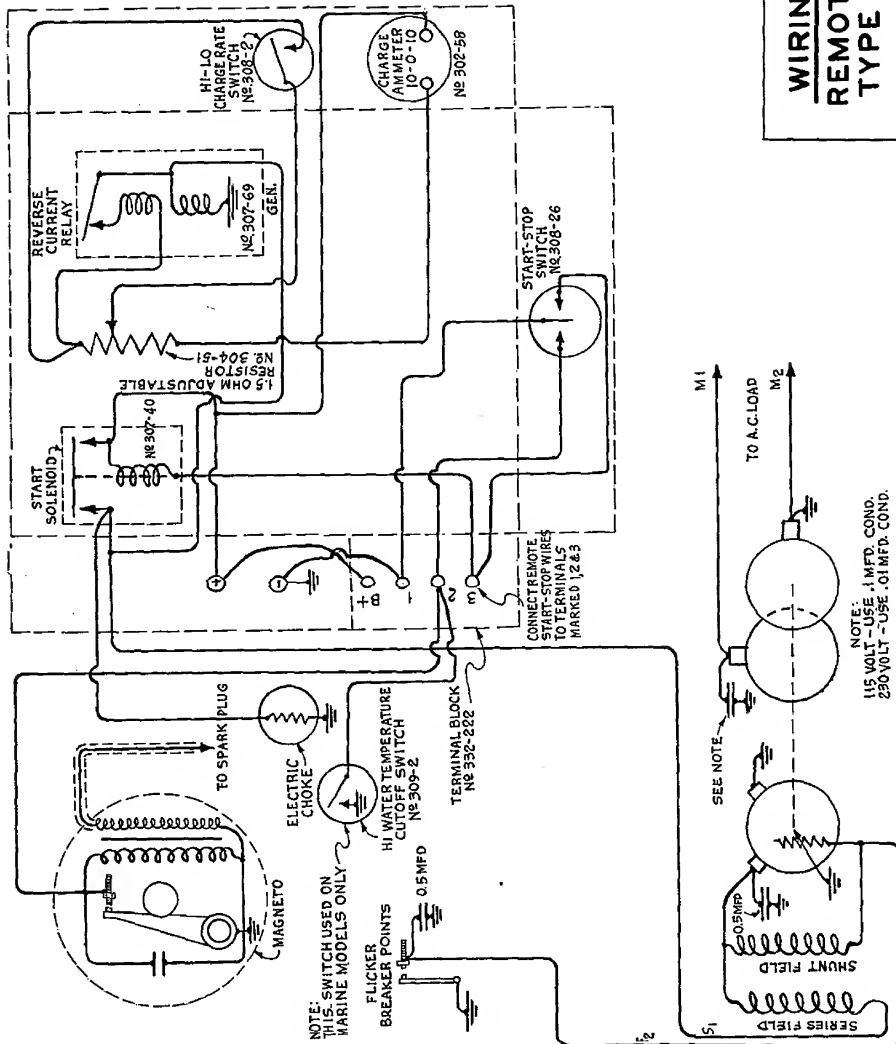 WIRIN
REMOT
TYPE
HI-LO
CHARGE RATE
SWITCH
No. 308-2
CHARGE
AMMETER
10-0-10
No 302-58
REVERSE
CURRENT
RELAY
No. 307-69
GEN.
1.5 OHM ADJUSTABLE
RESISTOR
No. 304-51
START
SOLENOID
No 307-40
START-STOP
SWITCH
No. 308-26
+
-
B+
1
2
3
CONNECT REMOTE
START-STOP WIRES
TO TERMINALS
MARKED 1,2 & 3
TERMINAL BLOCK
No. 332-222
TO SPARK PLUG
MAGNETO
ELECTRIC
CHOKE
HI WATER TEMPERATURE
CUTOFF SWITCH
No. 309-2
NOTE:
THIS SWITCH USED ON
MARINE MODELS ONLY
FLICKER
BREAKER POINTS
0.5 MFD
M1
M2
TO A.C. LOAD
SEE NOTE
NOTE:
115 VOLT - USE .1 MFD. COND.
230 VOLT - USE .01 MFD. COND.
0.5 MFD
SHUNT FIELD
SERIES FIELD
S1
F2